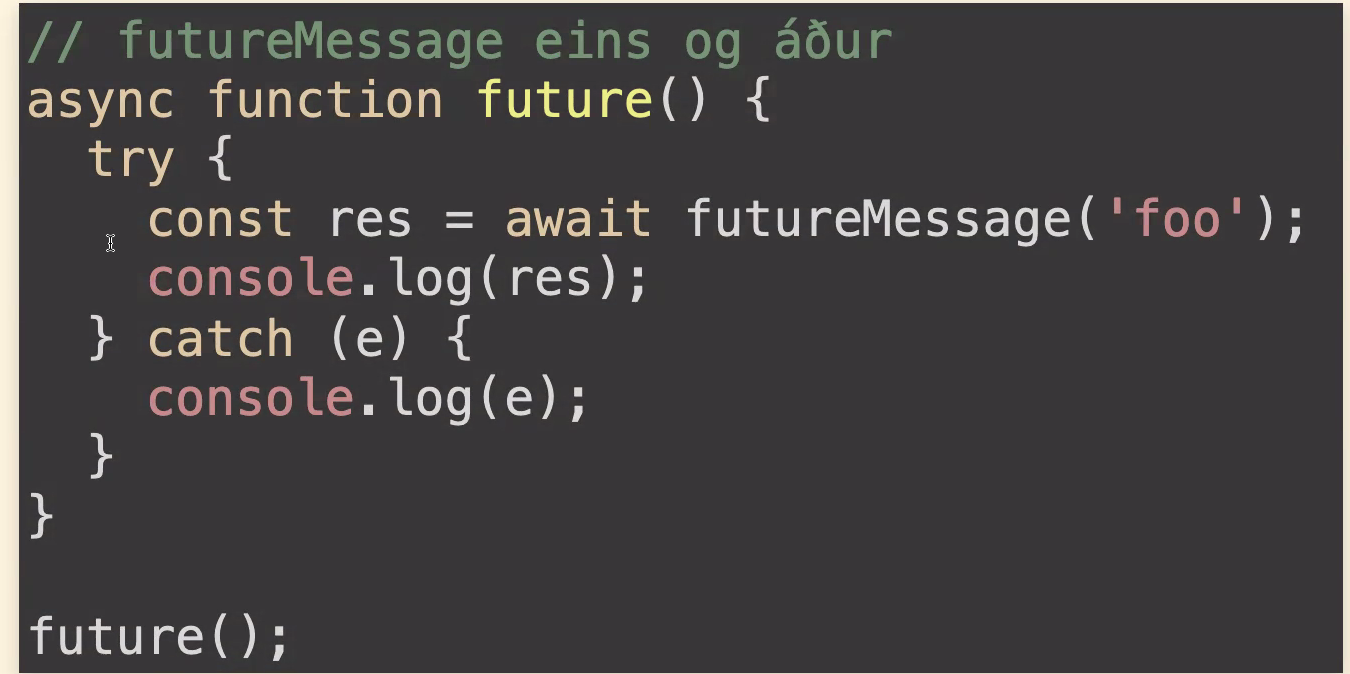 // futureMessage eins og áður
async function future() {
  try {
    const res = await futureMessage('foo');
    console.log(res);
  } catch (e) {
    console.log(e);
  }
}

future();